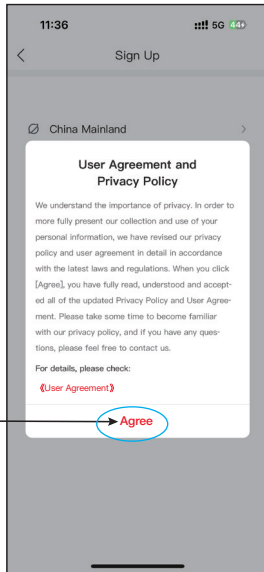 11:36
5G 44
Sign Up
China Mainland
User Agreement and
Privacy Policy
We understand the importance of privacy. In order to
more fully present our collection and use of your
personal information, we have revised our privacy
policy and user agreement in detail in accordance
with the latest laws and regulations. When you click
[Agree], you have fully read, understood and accept-
ed all of the updated Privacy Policy and User Agree-
ment. Please take some time to become familiar
with our privacy policy, and if you have any ques-
tions, please feel free to contact us.
For details, please check:
《User Agreement》
Agree